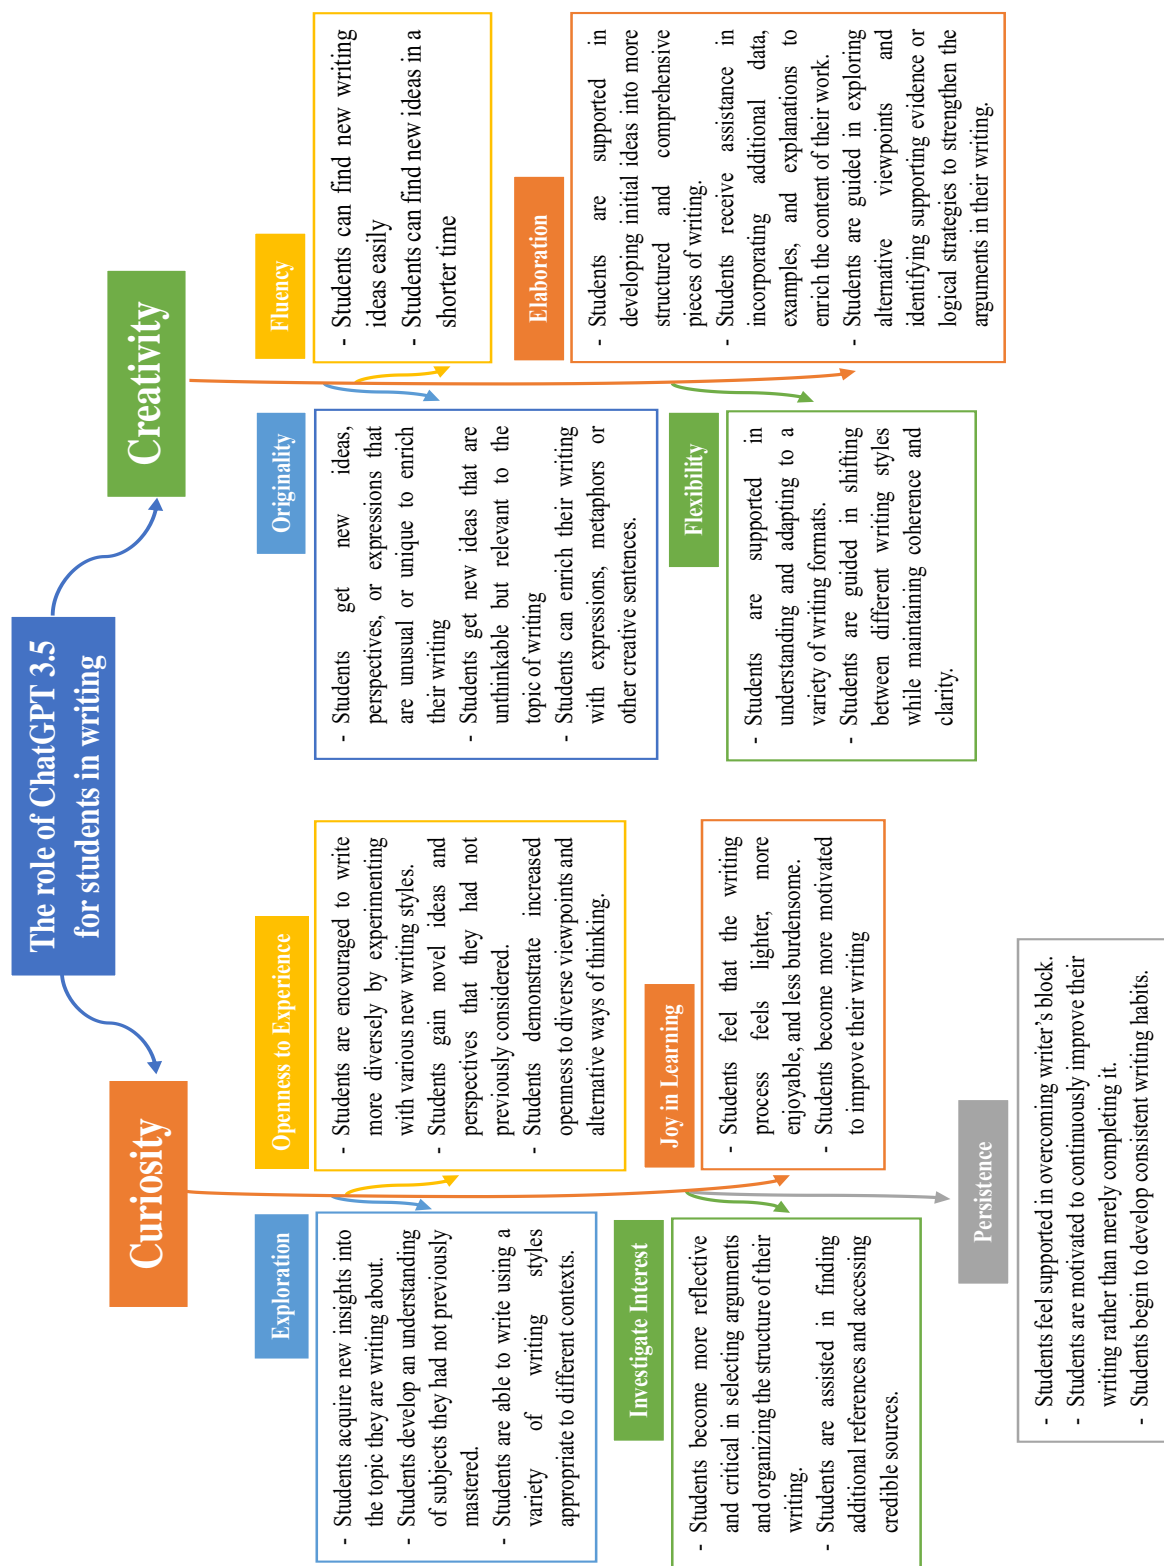 The role of ChatGPT 3.5
for students in writing
Curiosity
Creativity
Exploration
- Students acquire new insights into
the topic they are writing about.
- Students develop an understanding
of subjects they had not previously
mastered.
- Students are able to write using a
variety of writing styles
appropriate to different contexts.
Openness to Experience
- Students are encouraged to write
more diversely by experimenting
with various new writing styles.
- Students gain novel ideas and
perspectives that they had not
previously considered.
- Students demonstrate increased
openness to diverse viewpoints and
alternative ways of thinking.
Investigate Interest
- Students become more reflective
and critical in selecting arguments
and organizing the structure of their
writing.
- Students are assisted in finding
additional references and accessing
credible sources.
Joy in Learning
- Students feel that the writing
process feels lighter, more
enjoyable, and less burdensome.
- Students become more motivated
to improve their writing
Persistence
- Students feel supported in overcoming writer's block.
- Students are motivated to continuously improve their
writing rather than merely completing it.
- Students begin to develop consistent writing habits.
Originality
- Students get new ideas,
perspectives, or expressions that
are unusual or unique to enrich
their writing
- Students get new ideas that are
unthinkable but relevant to the
topic of writing
- Students can enrich their writing
with expressions, metaphors or
other creative sentences.
Fluency
- Students can find new writing
ideas easily
- Students can find new ideas in a
shorter time
Flexibility
- Students are supported in
understanding and adapting to a
variety of writing formats.
- Students are guided in shifting
between different writing styles
while maintaining coherence and
clarity.
Elaboration
- Students are supported in
developing initial ideas into more
structured and comprehensive
pieces of writing.
- Students receive assistance in
incorporating additional data,
examples, and explanations to
enrich the content of their work.
- Students are guided in exploring
alternative viewpoints and
identifying supporting evidence or
logical strategies to strengthen the
arguments in their writing.